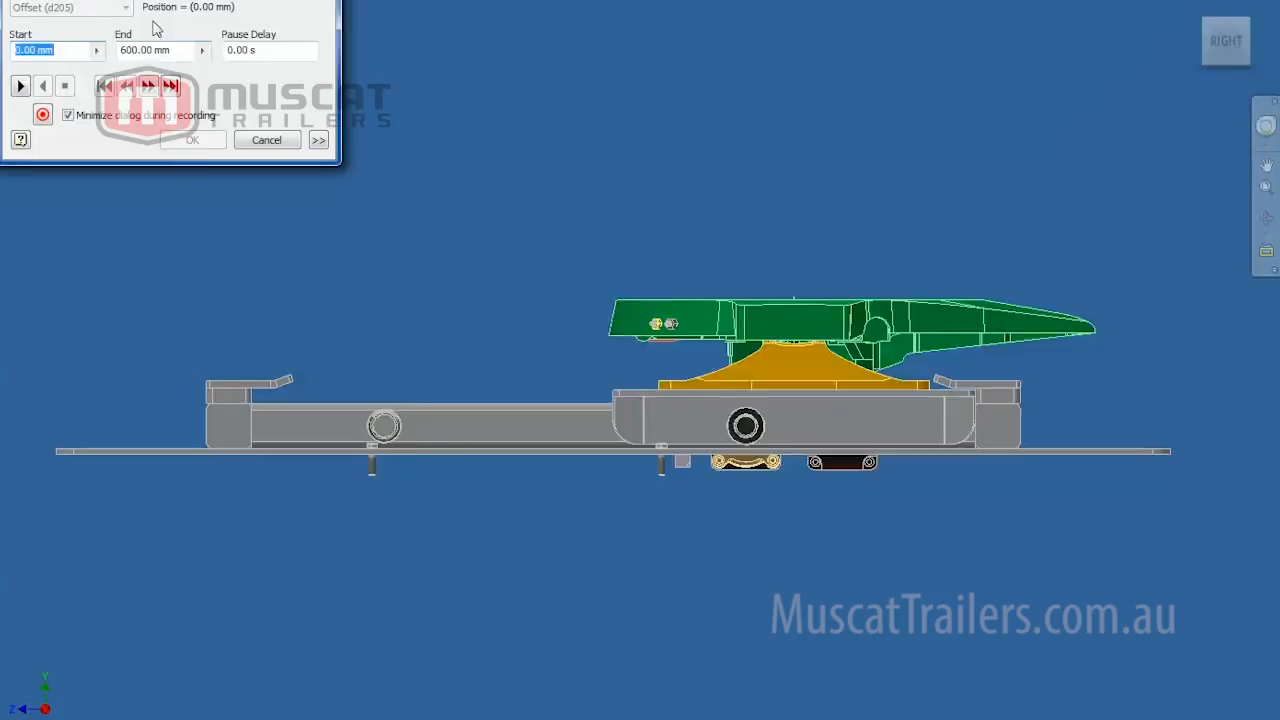 Offset (d205) Position = (0.00 mm)
Start End Pause Delay
0.00 mm 600.00 mm 0.00 s
MUSCAT
TRAILERS
Minimize dialog during recording
OK Cancel >>
RIGHT
MuscatTrailers.com.au
Y
Z